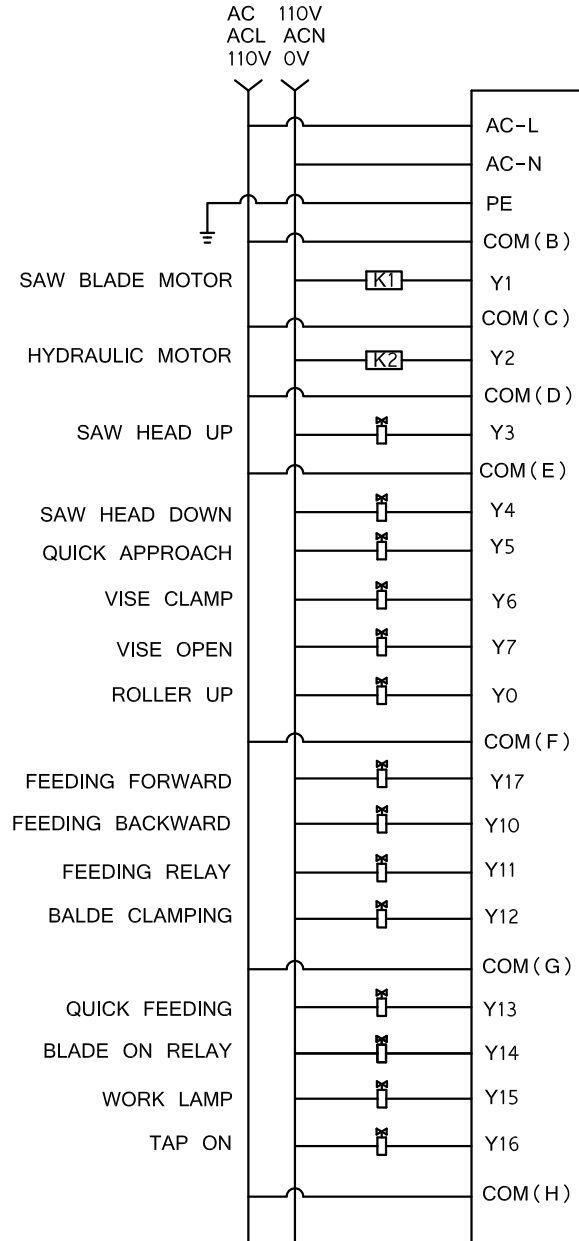 AC 110V
ACL ACN
110V 0V
AC-L
AC-N
PE
COM(B)
SAW BLADE MOTOR K1 Y1
COM(C)
HYDRAULIC MOTOR K2 Y2
COM(D)
SAW HEAD UP Y3
COM(E)
SAW HEAD DOWN Y4
QUICK APPROACH Y5
VISE CLAMP Y6
VISE OPEN Y7
ROLLER UP Y0
COM(F)
FEEDING FORWARD Y17
FEEDING BACKWARD Y10
FEEDING RELAY Y11
BALDE CLAMPING Y12
COM(G)
QUICK FEEDING Y13
BLADE ON RELAY Y14
WORK LAMP Y15
TAP ON Y16
COM(H)